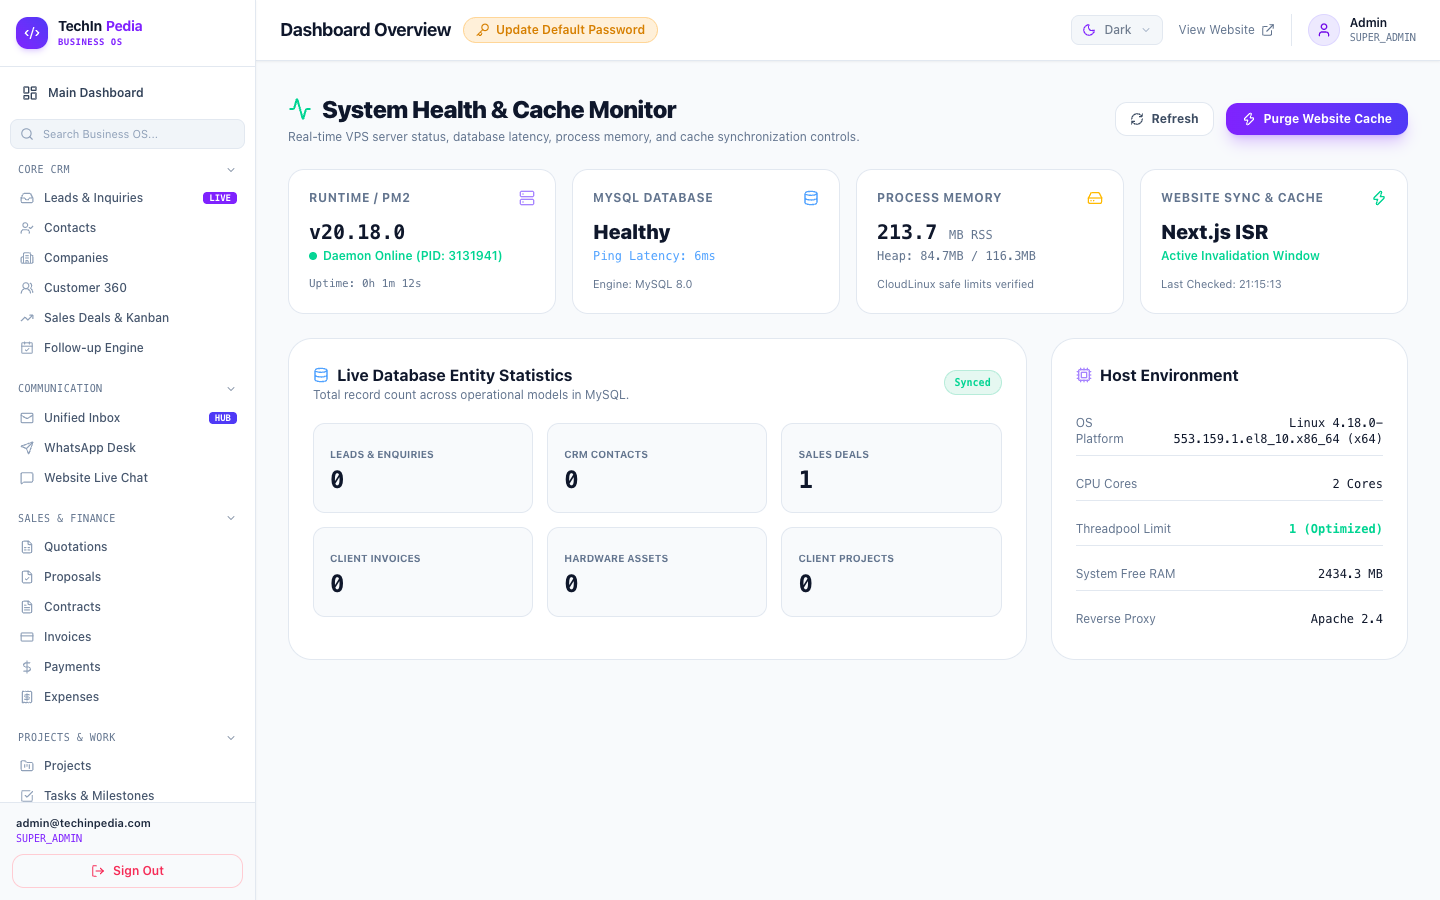 TechIn Pedia
BUSINESS OS
Main Dashboard
Search Business OS...
CORE CRM
Leads & Inquiries LIVE
Contacts
Companies
Customer 360
Sales Deals & Kanban
Follow-up Engine
COMMUNICATION
Unified Inbox HUB
WhatsApp Desk
Website Live Chat
SALES & FINANCE
Quotations
Proposals
Contracts
Invoices
Payments
Expenses
PROJECTS & WORK
Projects
Tasks & Milestones
admin@techinpedia.com
SUPER_ADMIN
Sign Out
Dashboard Overview
Update Default Password
Dark
View Website
Admin
SUPER_ADMIN
System Health & Cache Monitor
Real-time VPS server status, database latency, process memory, and cache synchronization controls.
Refresh
Purge Website Cache
RUNTIME / PM2
v20.18.0
Daemon Online (PID: 3131941)
Uptime: 0h 1m 12s
MYSQL DATABASE
Healthy
Ping Latency: 6ms
Engine: MySQL 8.0
PROCESS MEMORY
213.7 MB RSS
Heap: 84.7MB / 116.3MB
CloudLinux safe limits verified
WEBSITE SYNC & CACHE
Next.js ISR
Active Invalidation Window
Last Checked: 21:15:13
Live Database Entity Statistics
Total record count across operational models in MySQL.
Synced
LEADS & ENQUIRIES
0
CRM CONTACTS
0
SALES DEALS
1
CLIENT INVOICES
0
HARDWARE ASSETS
0
CLIENT PROJECTS
0
Host Environment
OS Platform
Linux 4.18.0-
553.159.1.el8_10.x86_64 (x64)
CPU Cores 2 Cores
Threadpool Limit 1 (Optimized)
System Free RAM 2434.3 MB
Reverse Proxy Apache 2.4